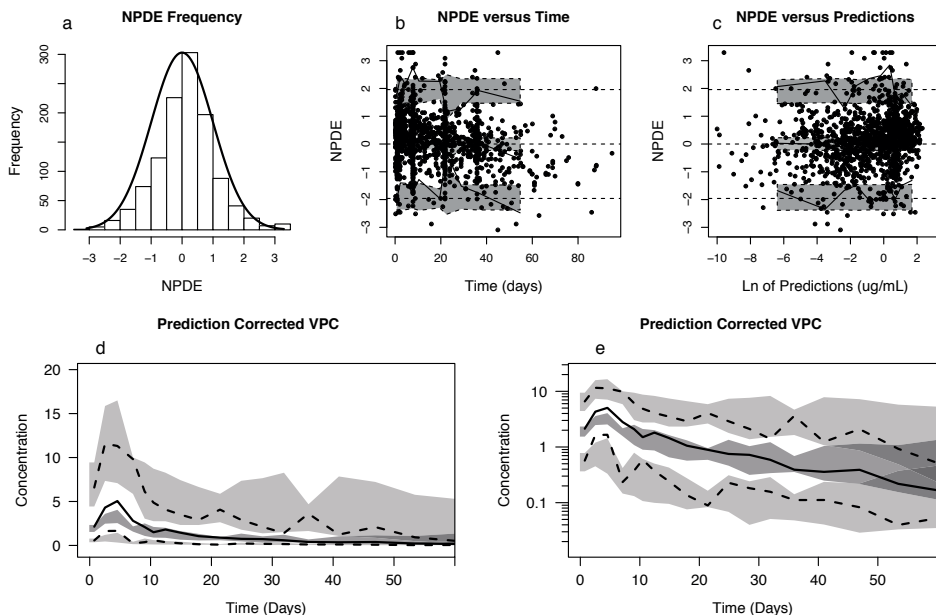 a
NPDE Frequency
Frequency
0
50
100
200
300
−3 −2 −1 0 1 2 3
NPDE
b
NPDE versus Time
NPDE
−3 −2 −1 0 1 2 3
0 20 40 60 80
Time (days)
c
NPDE versus Predictions
NPDE
−3 −2 −1 0 1 2 3
−10 −8 −6 −4 −2 0 2
Ln of Predictions (ug/mL)
Prediction Corrected VPC
d
Concentration
20
15
10
5
0
0 10 20 30 40 50
Time (Days)
Prediction Corrected VPC
e
Concentration
10
1
0.1
0 10 20 30 40 50
Time (Days)